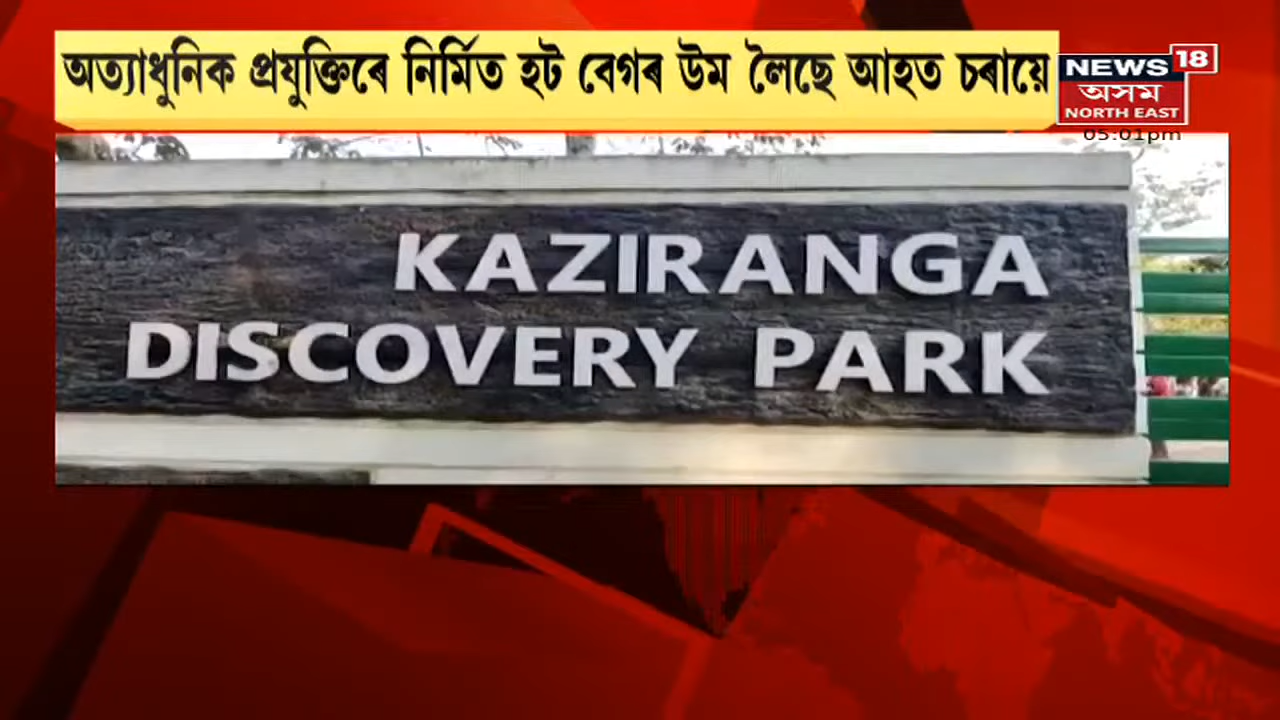 অত্যাধুনিক প্ৰযুক্তিৰে নিৰ্মিত হট বেগৰ উম লৈছে আহত চৰায়ে
NEWS 18
অসম
NORTH EAST
05:01pm
KAZIRANGA
DISCOVERY PARK